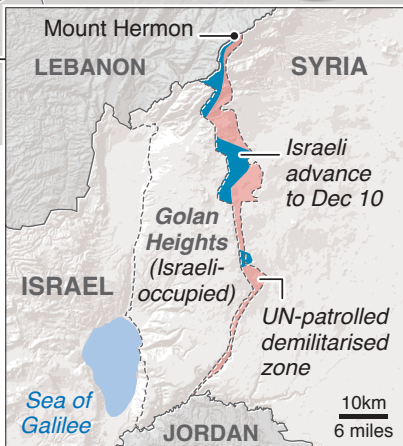 Mount Hermon
LEBANON
SYRIA
Israeli
advance
to Dec 10
Golan
Heights
(Israeli-
occupied)
ISRAEL
UN-patrolled
demilitarised
zone
Sea of
Galilee
10km
6 miles
JORDAN